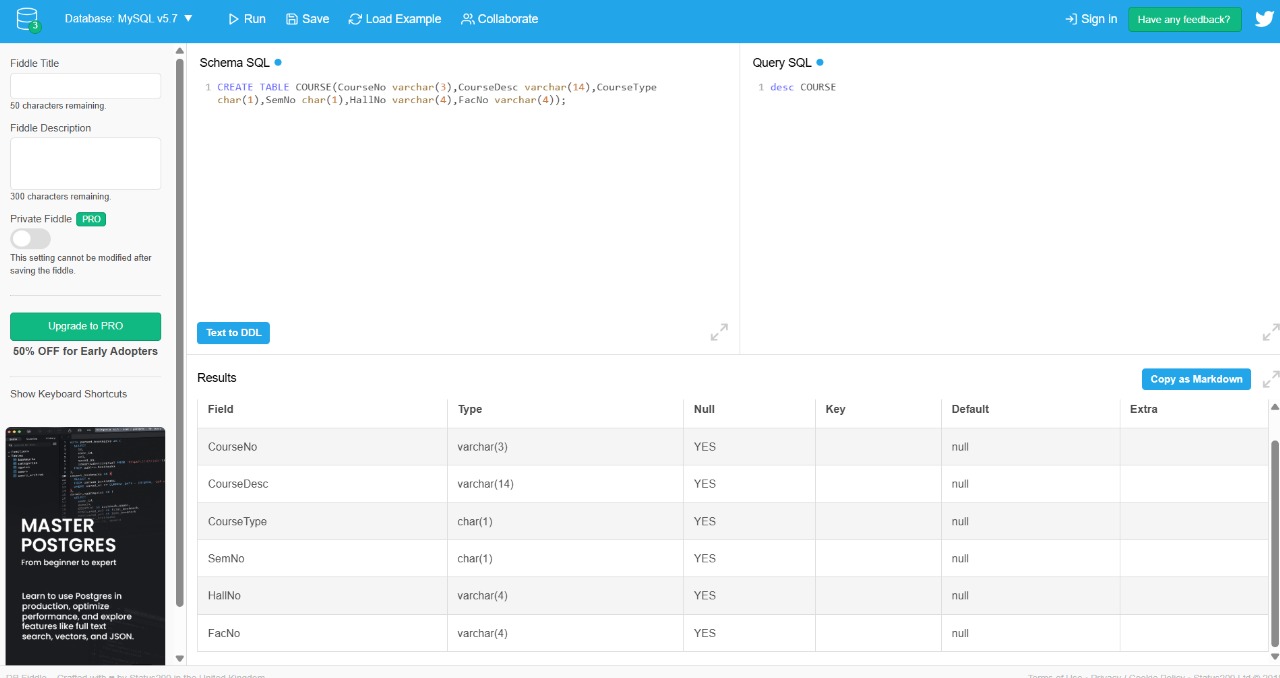 3
Database: MySQL v5.7 ▼
Run
Save
Load Example
Collaborate
Sign in
Have any feedback?
Fiddle Title
50 characters remaining.
Fiddle Description
300 characters remaining.
Private Fiddle PRO
This setting cannot be modified after
saving the fiddle.
Upgrade to PRO
50% OFF for Early Adopters
Show Keyboard Shortcuts
MASTER
POSTGRES
From beginner to expert
Learn to use Postgres in
production, optimize
performance, and explore
features like full text
search, vectors, and JSON.
Schema SQL
1 CREATE TABLE COURSE(CourseNo varchar(3),CourseDesc varchar(14),CourseType
char(1),SemNo char(1),HallNo varchar(4),FacNo varchar(4));
Text to DDL
Query SQL
1 desc COURSE
Results
Copy as Markdown
Field Type Null Key Default Extra
CourseNo varchar(3) YES null
CourseDesc varchar(14) YES null
CourseType char(1) YES null
SemNo char(1) YES null
HallNo varchar(4) YES null
FacNo varchar(4) YES null